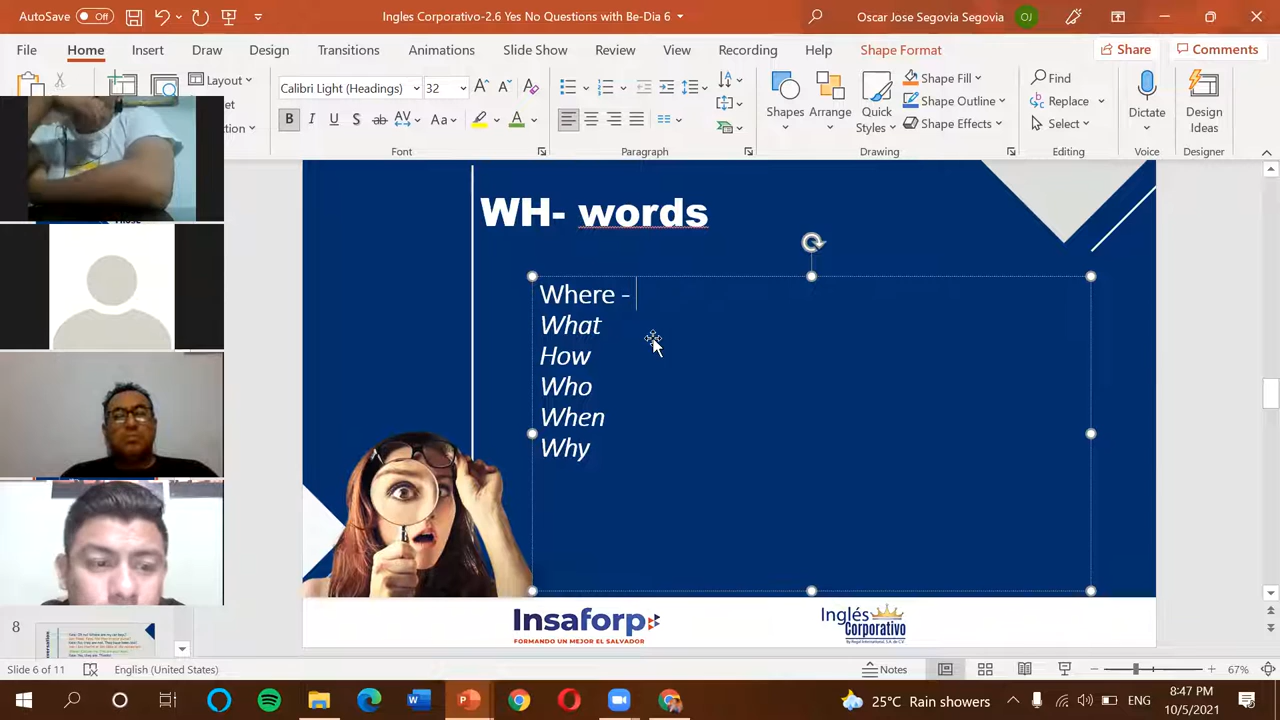 AutoSave Off Ingles Corporativo-2.6 Yes No Questions with Be-Dia 6 Oscar Jose Segovia Segovia OJ
File Home Insert Draw Design Transitions Animations Slide Show Review View Recording Help Shape Format Share Comments
Layout Calibri Light (Headings) 32 Shape Fill Find
Shapes Arrange Quick Styles Shape Outline Replace Dictate Design Ideas
B I U S ab AV Aa A Shape Effects Select
Font Paragraph Drawing Editing Voice Designer
Those
WH- words
Where -
What
How
Who
When
Why
Insaforp
FORMANDO UN MEJOR EL SALVADOR
Inglés
Corporativo
8
Slide 6 of 11 English (United States) Notes 67%
25°C Rain showers ENG 8:47 PM
10/5/2021